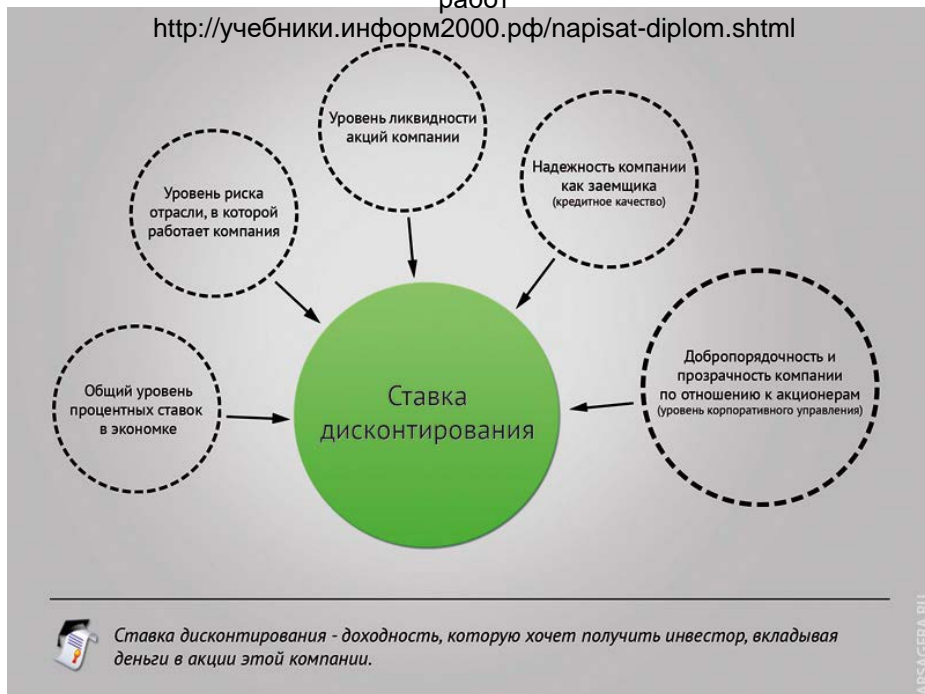 работ
http://учебники.информ2000.рф/napisat-diplom.shtml
Уровень ликвидности
акций компании
Надежность компании
как заемщика
(кредитное качество)
Уровень риска
отрасли, в которой
работает компания
Добропорядочность и
прозрачность компании
по отношению к акционерам
(уровень корпоративного управления)
Общий уровень
процентных ставок
в экономке
Ставка
дисконтирования
Ставка дисконтирования - доходность, которую хочет получить инвестор, вкладывая
деньги в акции этой компании.
ARSAGERA.RU